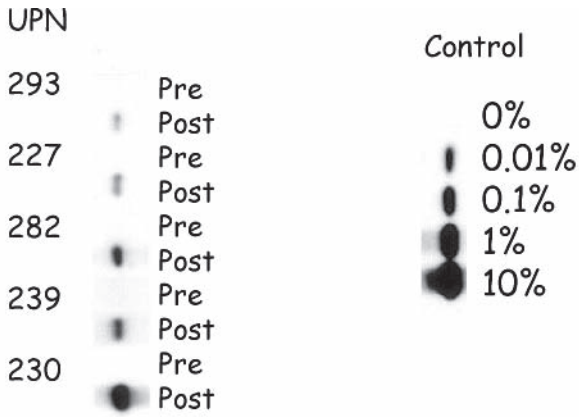 UPN
Control
293 Pre
Post
227 Pre
Post
282 Pre
Post
239 Pre
Post
230 Pre
Post
0%
0.01%
0.1%
1%
10%